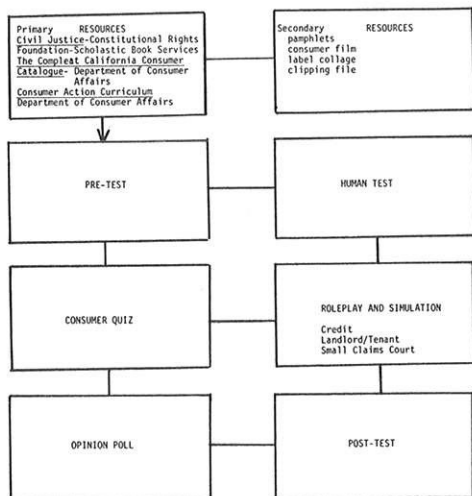 Primary RESOURCES
Civil Justice-Constitutional Rights
Foundation-Scholastic Book Services
The Compleat California Consumer
Catalogue- Department of Consumer
Affairs
Consumer Action Curriculum
Department of Consumer Affairs
Secondary RESOURCES
pamphlets
consumer film
label collage
clipping file
PRE-TEST
HUMAN TEST
CONSUMER QUIZ
ROLEPLAY AND SIMULATION
Credit
Landlord/Tenant
Small Claims Court
OPINION POLL
POST-TEST